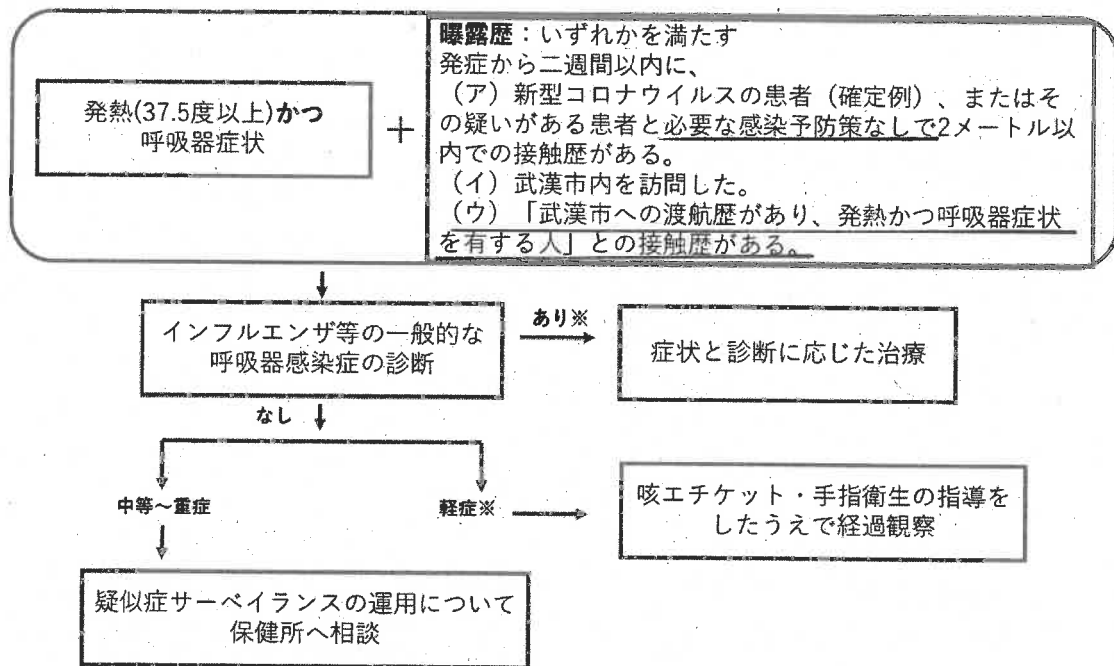 発熱(37.5度以上)かつ
呼吸器症状
+
曝露歴：いずれかを満たす
発症から二週間以内に、
（ア）新型コロナウイルスの患者（確定例）、またはそ
の疑いがある患者と必要な感染予防策なしで2メートル以
内での接触歴がある。
（イ）武漢市内を訪問した。
（ウ）「武漢市への渡航歴があり、発熱かつ呼吸器症状
を有する人」との接触歴がある。
インフルエンザ等の一般的な
呼吸器感染症の診断
あり※
症状と診断に応じた治療
なし
中等～重症
軽症※
咳エチケット・手指衛生の指導を
したうえで経過観察
疑似症サーベイランスの運用について
保健所へ相談